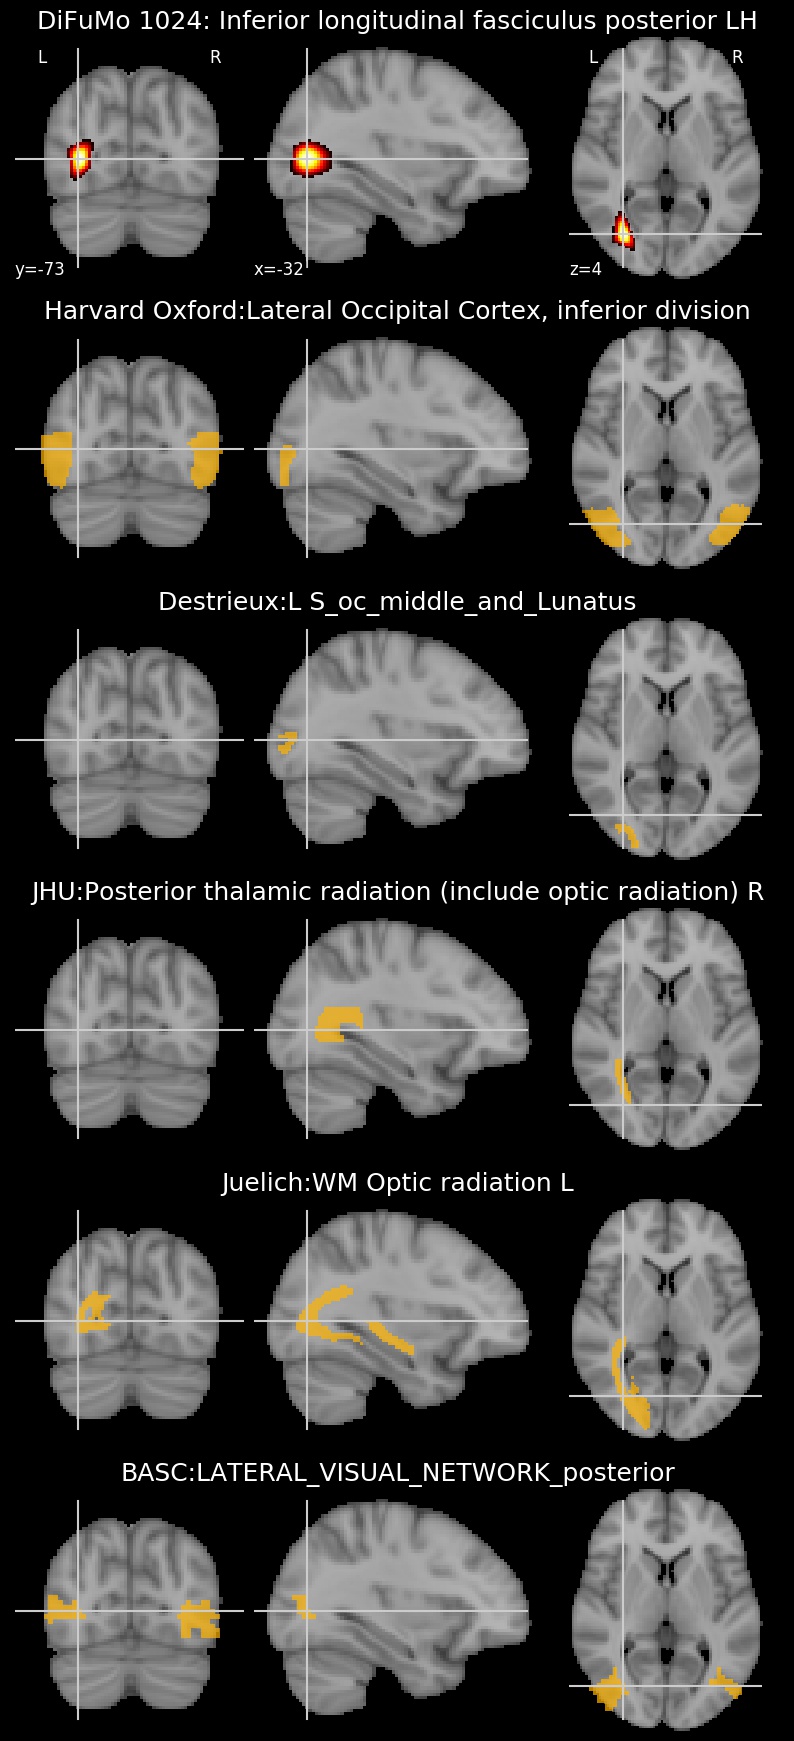 DiFuMo 1024: Inferior longitudinal fasciculus posterior LH
L R L R
y=-73 x=-32 z=4
Harvard Oxford:Lateral Occipital Cortex, inferior division
Destrieux:L S_oc_middle_and_Lunatus
JHU:Posterior thalamic radiation (include optic radiation) R
Juelich:WM Optic radiation L
BASC:LATERAL_VISUAL_NETWORK_posterior